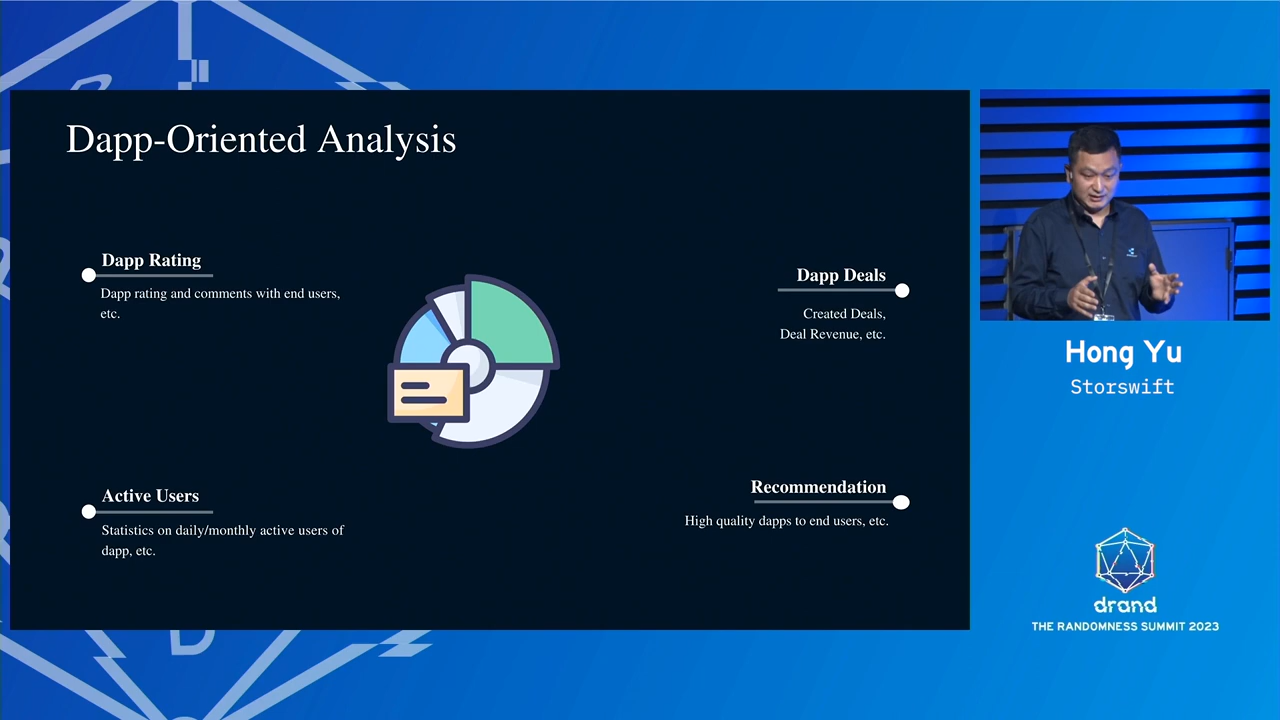 Dapp-Oriented Analysis
Dapp Rating
Dapp rating and comments with end users,
etc.
Dapp Deals
Created Deals,
Deal Revenue, etc.
Active Users
Statistics on daily/monthly active users of
dapp, etc.
Recommendation
High quality dapps to end users, etc.
Hong Yu
Storswift
drand
THE RANDOMNESS SUMMIT 2023